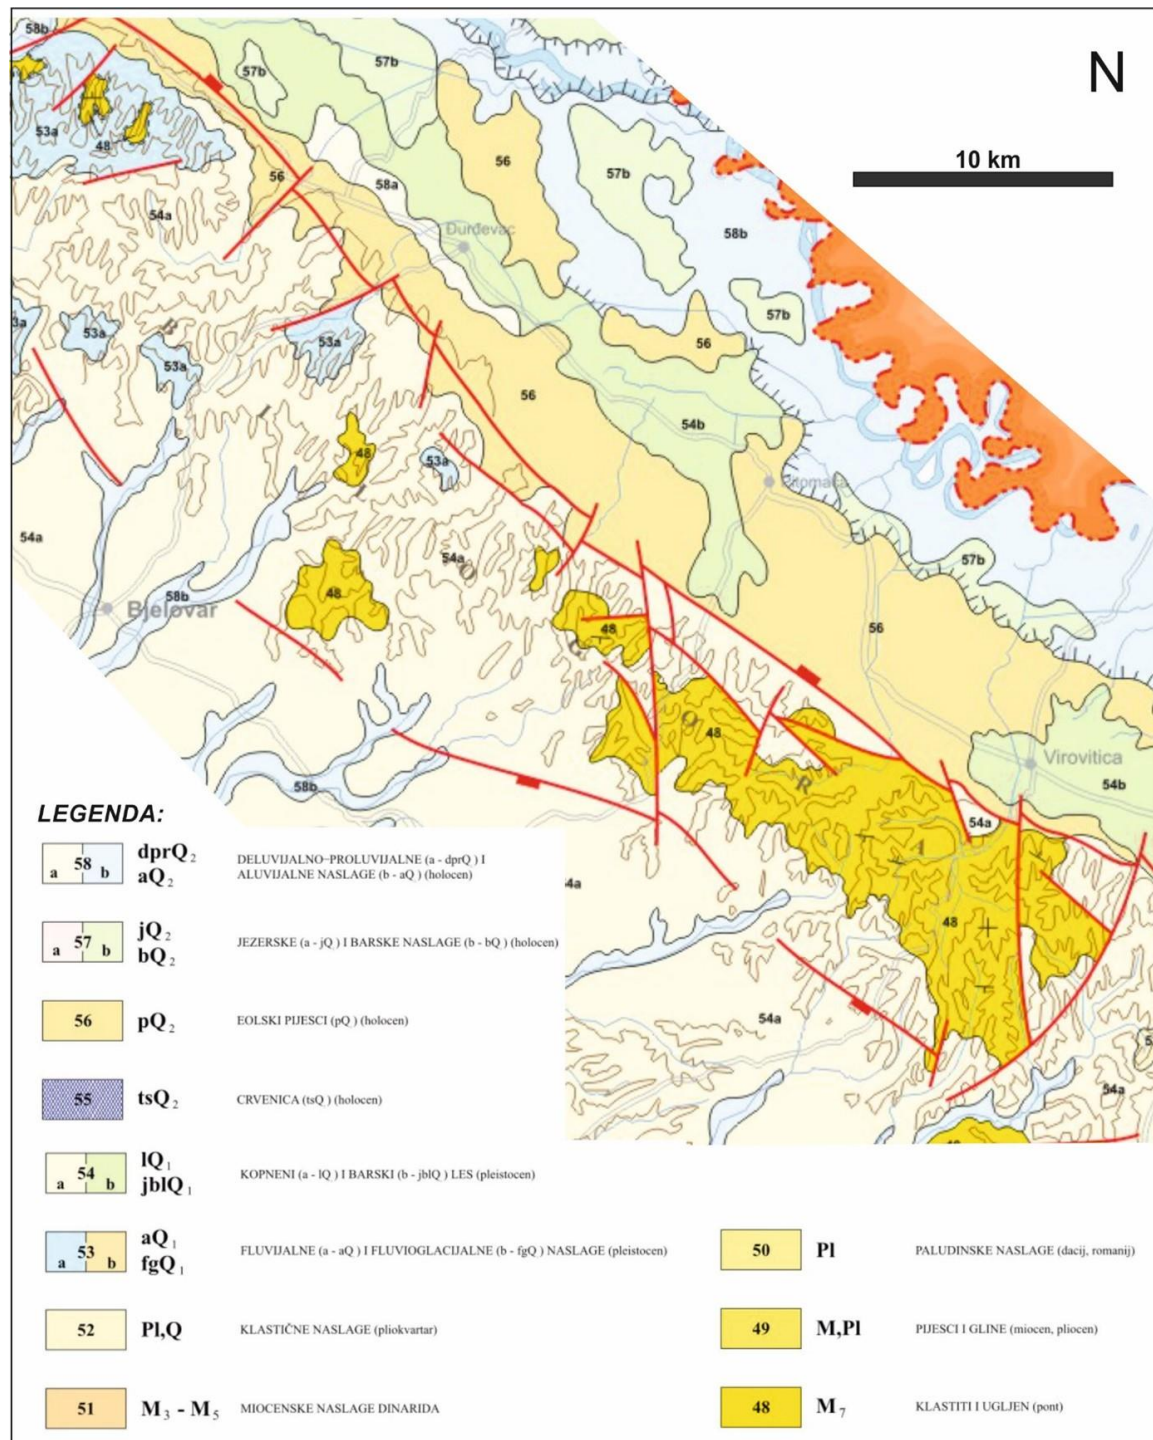 58b
N
57b
57b
10 km
53a
48
56
57b
56
58a
54a
Đurđevac
58b
57b
3a
53a
B
53a
53a
56
I
56
54b
48
53a
L
Pitomača
54a
54a
O
57b
58b
48
Bjelovar
48
G
56
O
48
Virovitica
R
54b
58b
54a
A
LEGENDA:
58
a b
dprQ2
aQ2
DELUVIJALNO-PROLUVIJALNE (a - dprQ ) I
ALUVIJALNE NASLAGE (b - aQ ) (holocen)
4a
48
57
a b
jQ2
bQ2
JEZERSKE (a - jQ ) I BARSKE NASLAGE (b - bQ ) (holocen)
54a
56
pQ2
EOLSKI PIJESCI (pQ ) (holocen)
54a
55
tsQ2
CRVENICA (tsQ ) (holocen)
54
a b
lQ1
jblQ1
KOPNENI (a - lQ ) I BARSKI (b - jblQ ) LES (pleistocen)
53
a b
aQ1
fgQ1
FLUVIJALNE (a - aQ ) I FLUVIOGLACIJALNE (b - fgQ ) NASLAGE (pleistocen)
50
Pl
PALUDINSKE NASLAGE (dacij, romanij)
52
Pl,Q
KLASTIČNE NASLAGE (pliokvartar)
49
M,Pl
PIJESCI I GLINE (miocen, pliocen)
51
M3 - M5
MIOCENSKE NASLAGE DINARIDA
48
M7
KLASTITI I UGLJEN (pont)